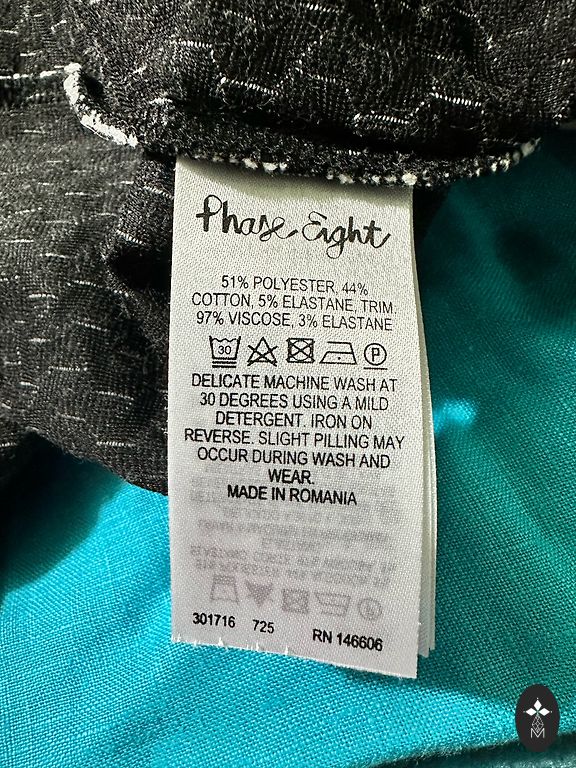 Phase Eight
51% POLYESTER, 44%
COTTON, 5% ELASTANE, TRIM.
97% VISCOSE, 3% ELASTANE
30
P
DELICATE MACHINE WASH AT
30 DEGREES USING A MILD
DETERGENT. IRON ON
REVERSE. SLIGHT PILLING MAY
OCCUR DURING WASH AND
WEAR.
MADE IN ROMANIA
301716 725 RN 146606
M